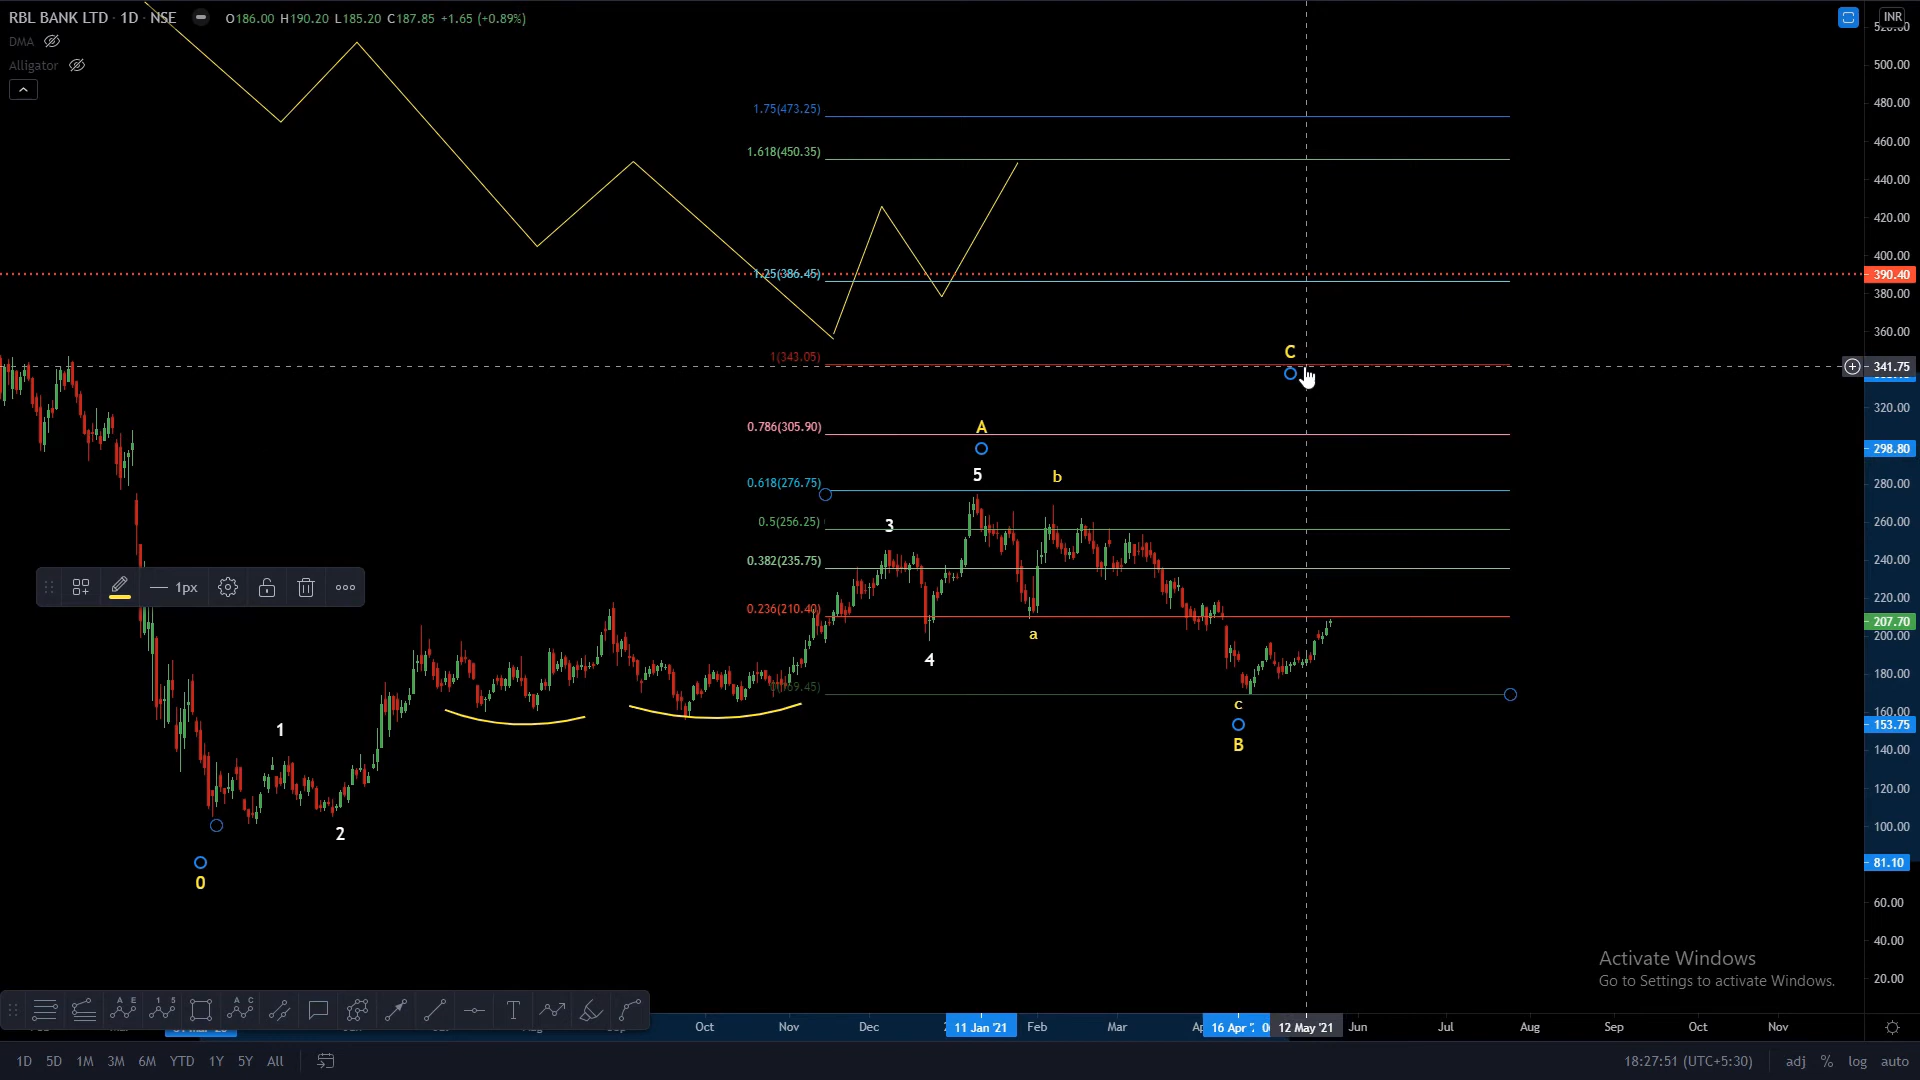 RBL BANK LTD · 1D · NSE O186.00 H190.20 L185.20 C187.85 +1.65 (+0.89%)
DMA
Alligator
INR
500.00
480.00
460.00
440.00
420.00
400.00
390.40
380.00
360.00
341.75
320.00
298.80
280.00
260.00
240.00
220.00
207.70
200.00
180.00
160.00
153.75
140.00
120.00
100.00
81.10
60.00
40.00
20.00
1.75(473.25)
1.618(450.35)
1.25(386.45)
1(343.05)
0.786(305.90)
0.618(276.75)
0.5(256.25)
0.382(235.75)
0.236(210.40)
C
A
5
b
3
a
4
c
B
1
2
0
1px
Activate Windows
Go to Settings to activate Windows.
Oct Nov Dec 11 Jan '21 Feb Mar 16 Apr 12 May '21 Jun Jul Aug Sep Oct Nov
1D 5D 1M 3M 6M YTD 1Y 5Y All
18:27:51 (UTC+5:30) adj % log auto